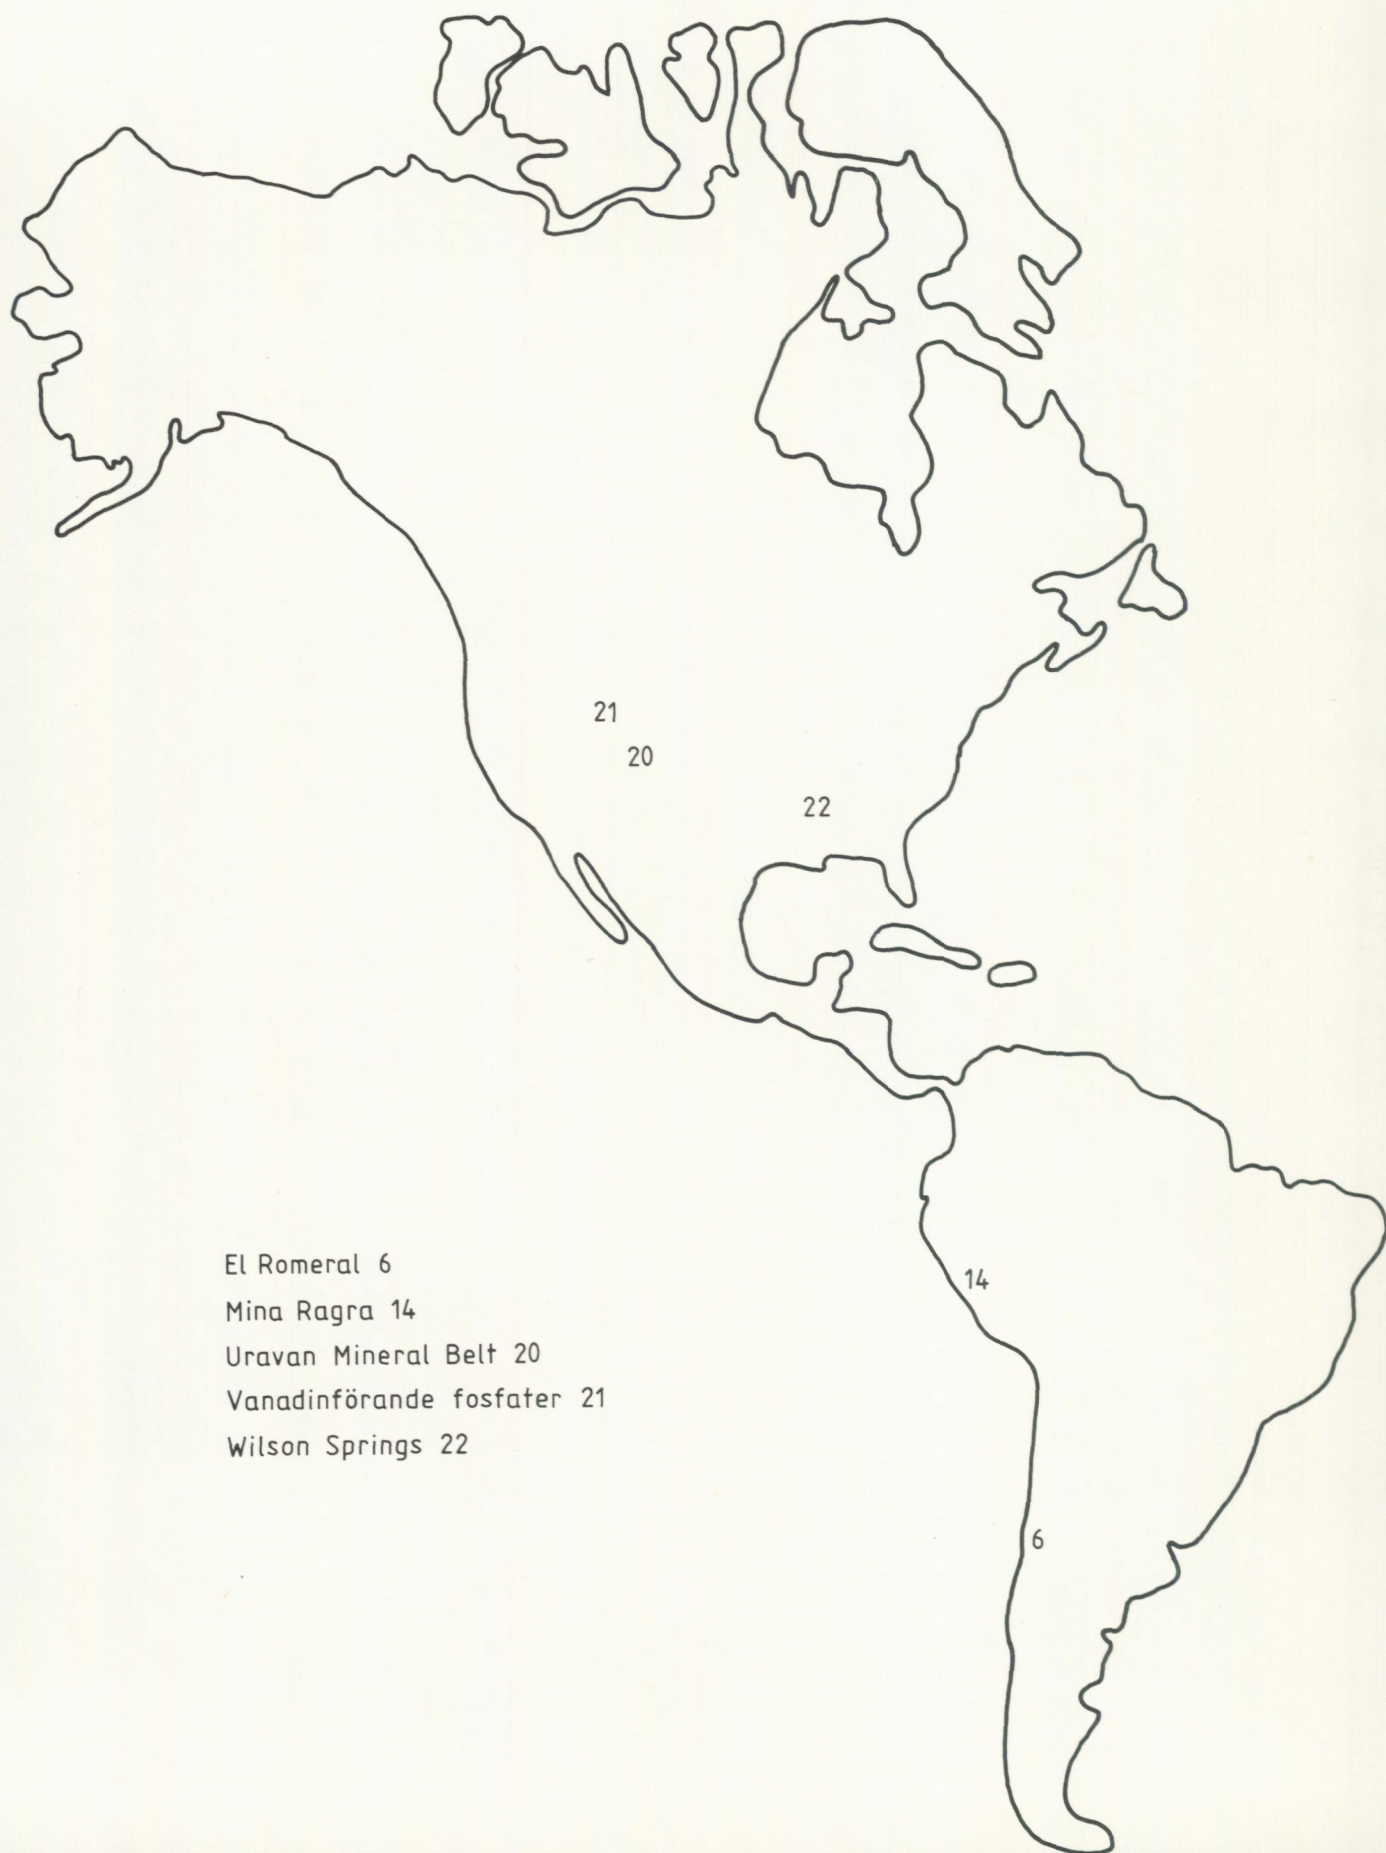 21
20
22
14
El Romeral 6
Mina Ragra 14
Uravan Mineral Belt 20
Vanadinförande fosfater 21
Wilson Springs 22
6